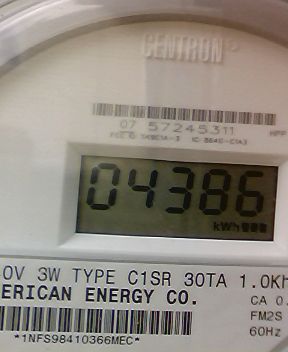 CENTRON®
07 57245311
HPP
04386
kWh
0V 3W TYPE C1SR 30TA 1.0Kh
ERICAN ENERGY CO.
CA 0.
FM2S
60Hz
*1NFS98410366MEC*